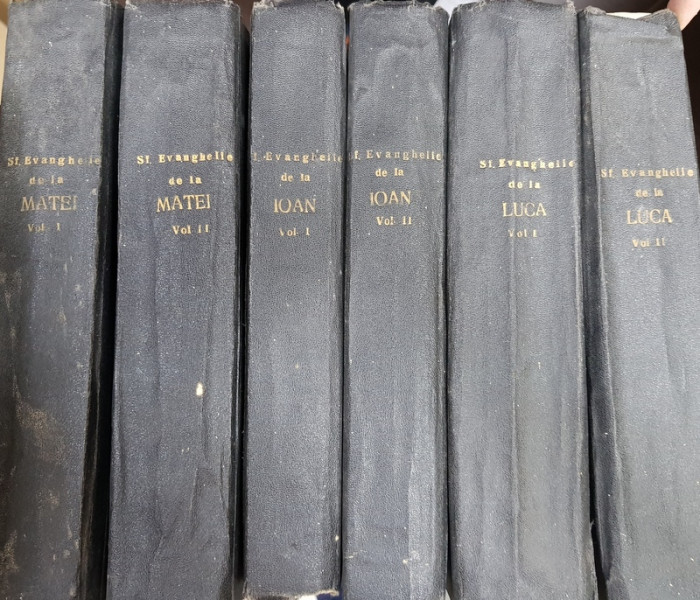 Sf. Evanghelie
de la
MATEI
Vol. I
Sf. Evanghelie
de la
MATEI
Vol II
f. Evanghelie
de la
IOAN
Vol. I
Sf. Evanghelie
de la
IOAN
Vol. II
Sf. Evanghelie
de la
LUCA
Vol I
Sf. Evanghelie
de la
LUCA
Vol II